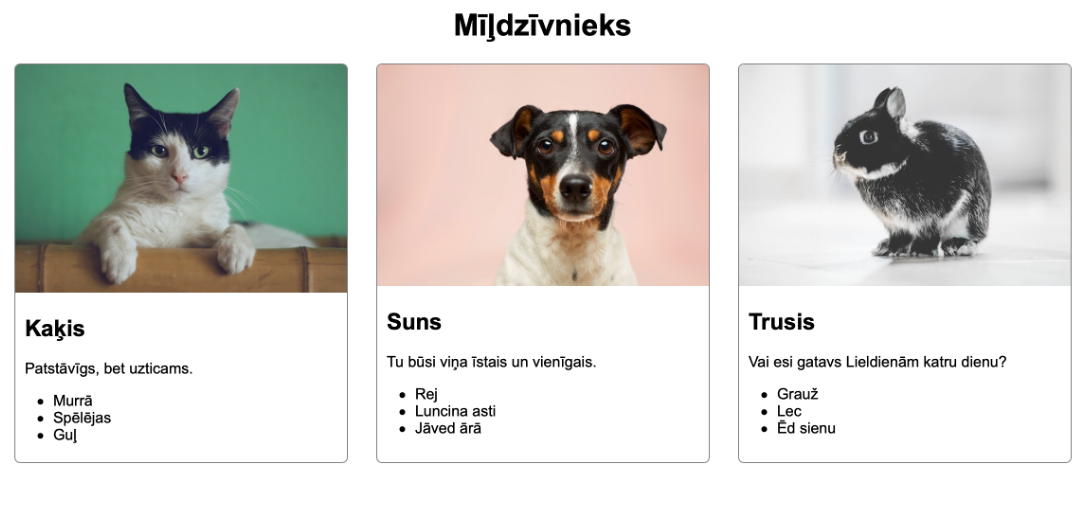 Mīļdzīvnieks
Kaķis
Patstāvīgs, bet uzticams.
Murrā
Spēlējas
Guļ
Suns
Tu būsi viņa īstais un vienīgais.
Rej
Luncina asti
Jāved ārā
Trusis
Vai esi gatavs Lieldienām katru dienu?
Grauž
Lec
Ēd sienu